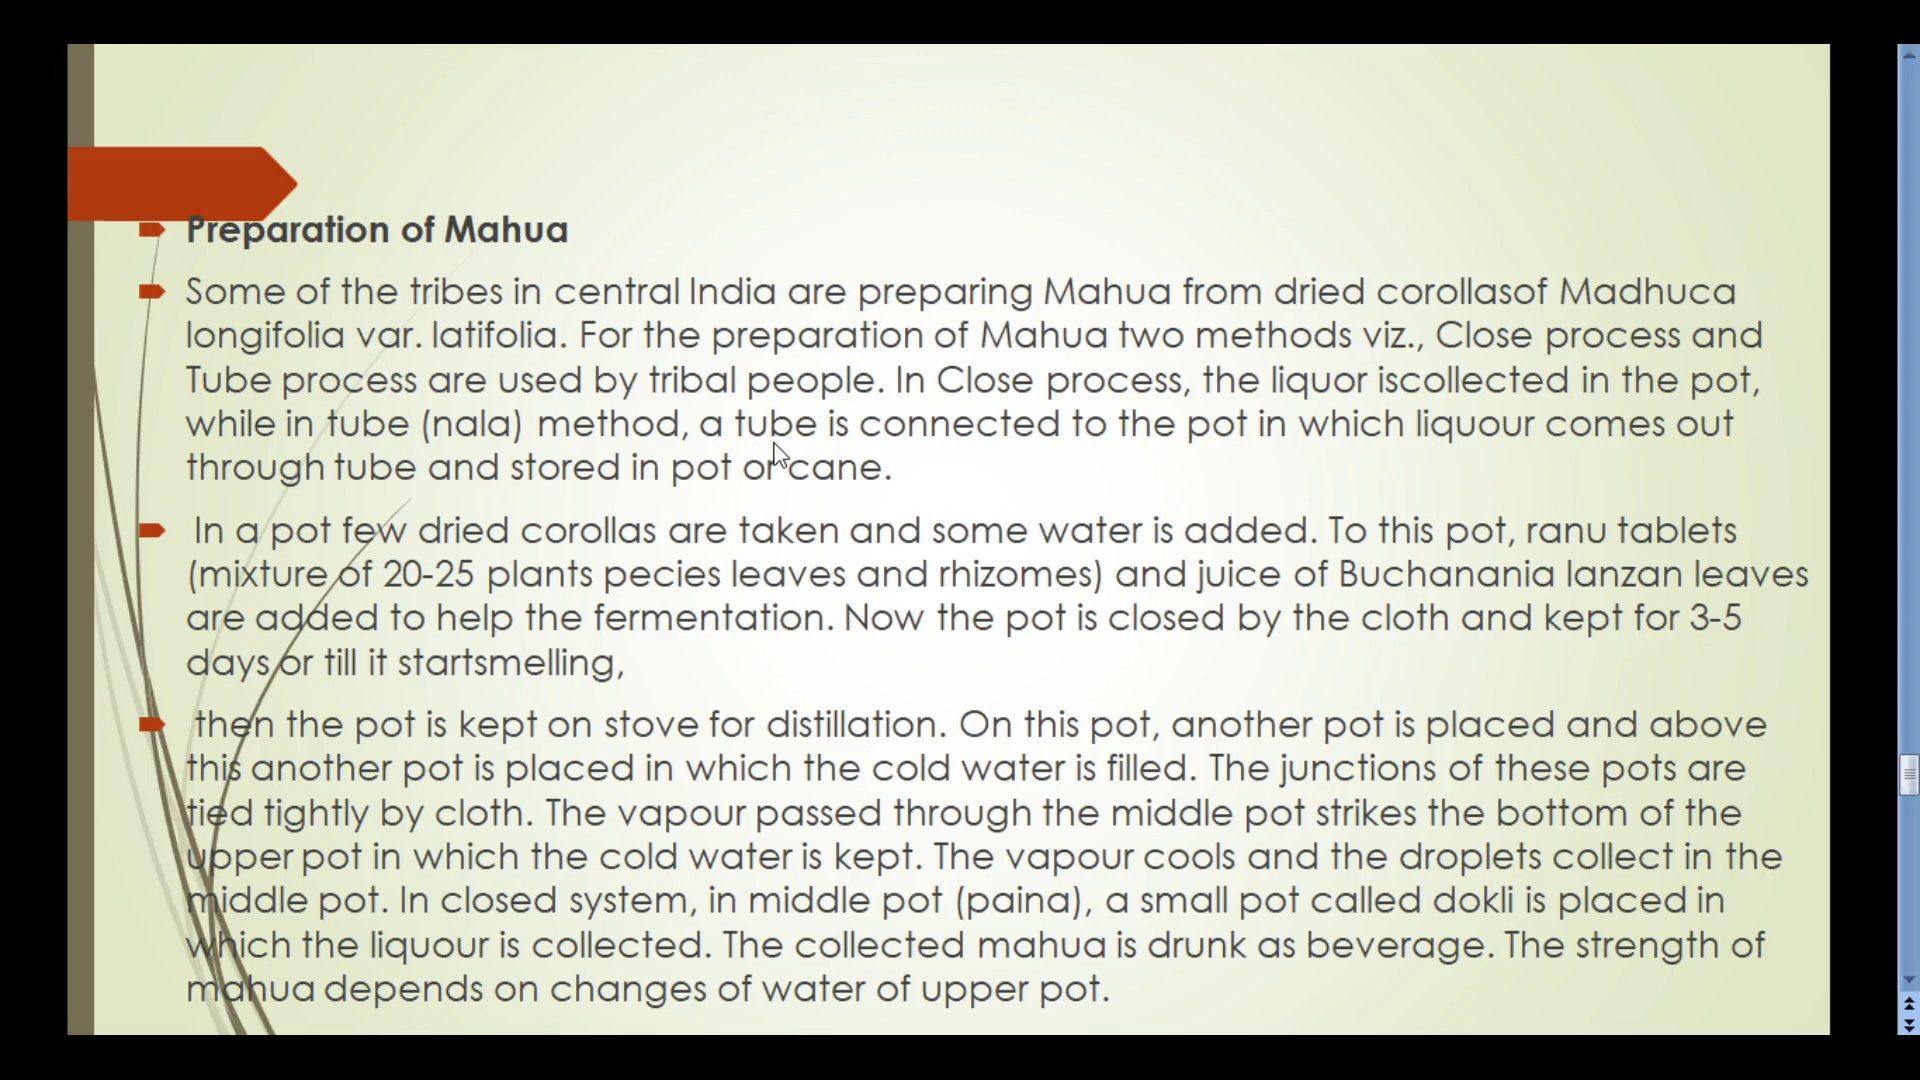 Preparation of Mahua
Some of the tribes in central India are preparing Mahua from dried corollasof Madhuca
longifolia var. latifolia. For the preparation of Mahua two methods viz., Close process and
Tube process are used by tribal people. In Close process, the liquor iscollected in the pot,
while in tube (nala) method, a tube is connected to the pot in which liquour comes out
through tube and stored in pot or cane.
In a pot few dried corollas are taken and some water is added. To this pot, ranu tablets
(mixture of 20-25 plants pecies leaves and rhizomes) and juice of Buchanania lanzan leaves
are added to help the fermentation. Now the pot is closed by the cloth and kept for 3-5
days or till it startsmelling,
then the pot is kept on stove for distillation. On this pot, another pot is placed and above
this another pot is placed in which the cold water is filled. The junctions of these pots are
tied tightly by cloth. The vapour passed through the middle pot strikes the bottom of the
upper pot in which the cold water is kept. The vapour cools and the droplets collect in the
middle pot. In closed system, in middle pot (paina), a small pot called dokli is placed in
which the liquour is collected. The collected mahua is drunk as beverage. The strength of
mahua depends on changes of water of upper pot.